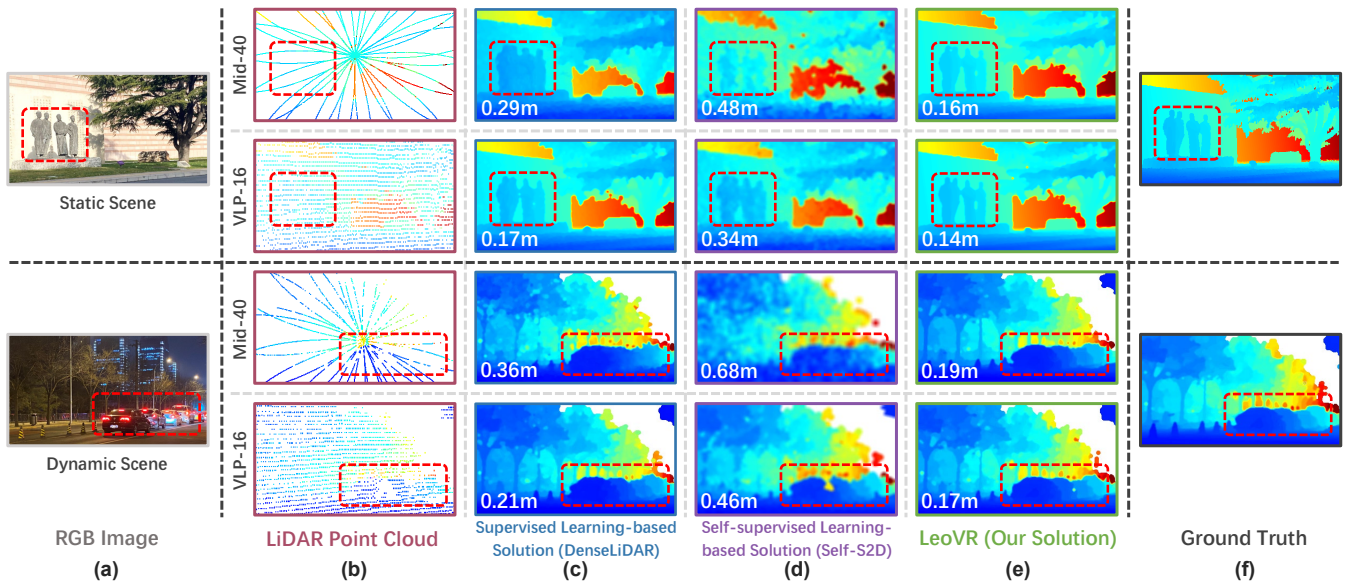 Mid-40
0.29m
0.48m
0.16m
Static Scene
VLP-16
0.17m
0.34m
0.14m
Mid-40
0.36m
0.68m
0.19m
Dynamic Scene
VLP-16
0.21m
0.46m
0.17m
RGB Image
LiDAR Point Cloud
Supervised Learning-based
Solution (DenseLiDAR)
Self-supervised Learning-
based Solution (Self-S2D)
LeoVR (Our Solution)
Ground Truth
(a)
(b)
(c)
(d)
(e)
(f)